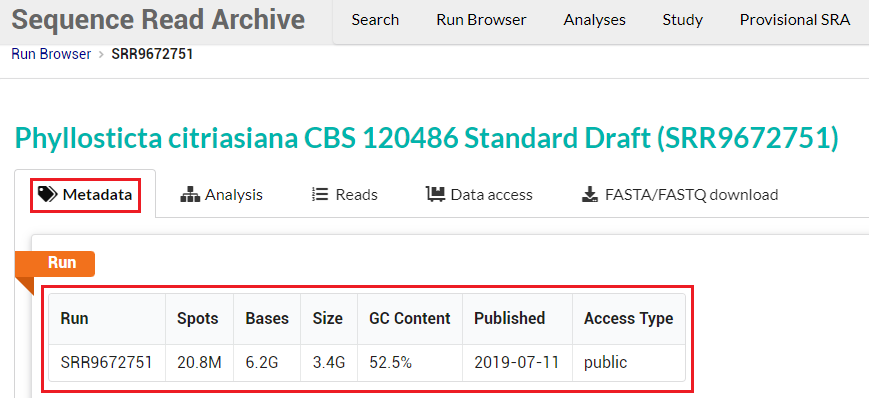 Sequence Read Archive Search Run Browser Analyses Study Provisional SRA
Run Browser > SRR9672751
Phyllosticta citriasiana CBS 120486 Standard Draft (SRR9672751)
Metadata Analysis Reads Data access FASTA/FASTQ download
Run
Run Spots Bases Size GC Content Published Access Type
SRR9672751 20.8M 6.2G 3.4G 52.5% 2019-07-11 public